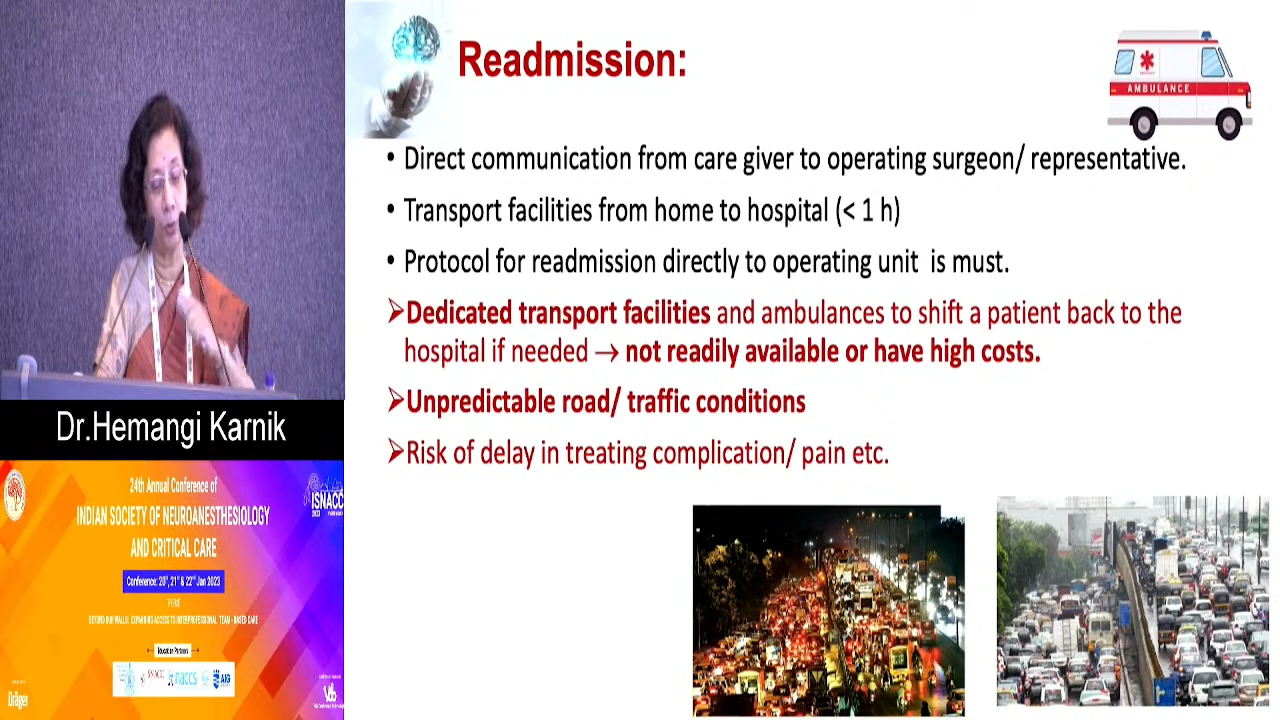 Readmission:
AMBULANCE
• Direct communication from care giver to operating surgeon/ representative.
• Transport facilities from home to hospital (< 1 h)
• Protocol for readmission directly to operating unit is must.
➢Dedicated transport facilities and ambulances to shift a patient back to the
hospital if needed → not readily available or have high costs.
➢Unpredictable road/ traffic conditions
➢Risk of delay in treating complication/ pain etc.
Dr.Hemangi Karnik
24th Annual Conference of
INDIAN SOCIETY OF NEUROANESTHESIOLOGY
AND CRITICAL CARE
ISNACC
2023
Conference: 20th, 21st & 22nd Jan 2023
THEME
BEYOND OUR WALLS: EXPANDING ACCESS TO INTERPROFESSIONAL TEAM - BASED CARE
Education Partners
SNACC
naccs
AIG
Dräger